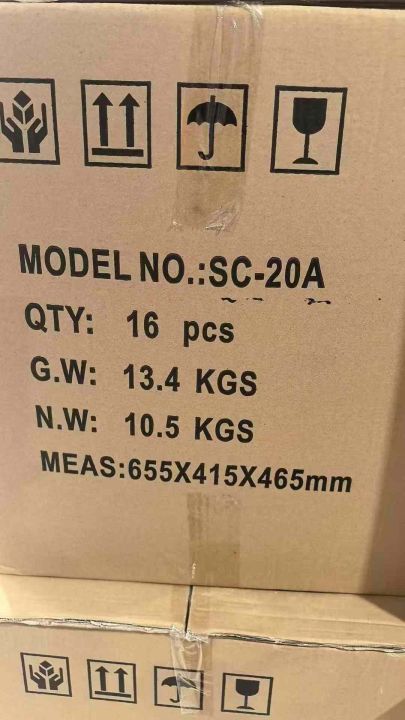 MODEL NO.:SC-20A
QTY: 16 pcs
G.W: 13.4 KGS
N.W: 10.5 KGS
MEAS:655X415X465mm